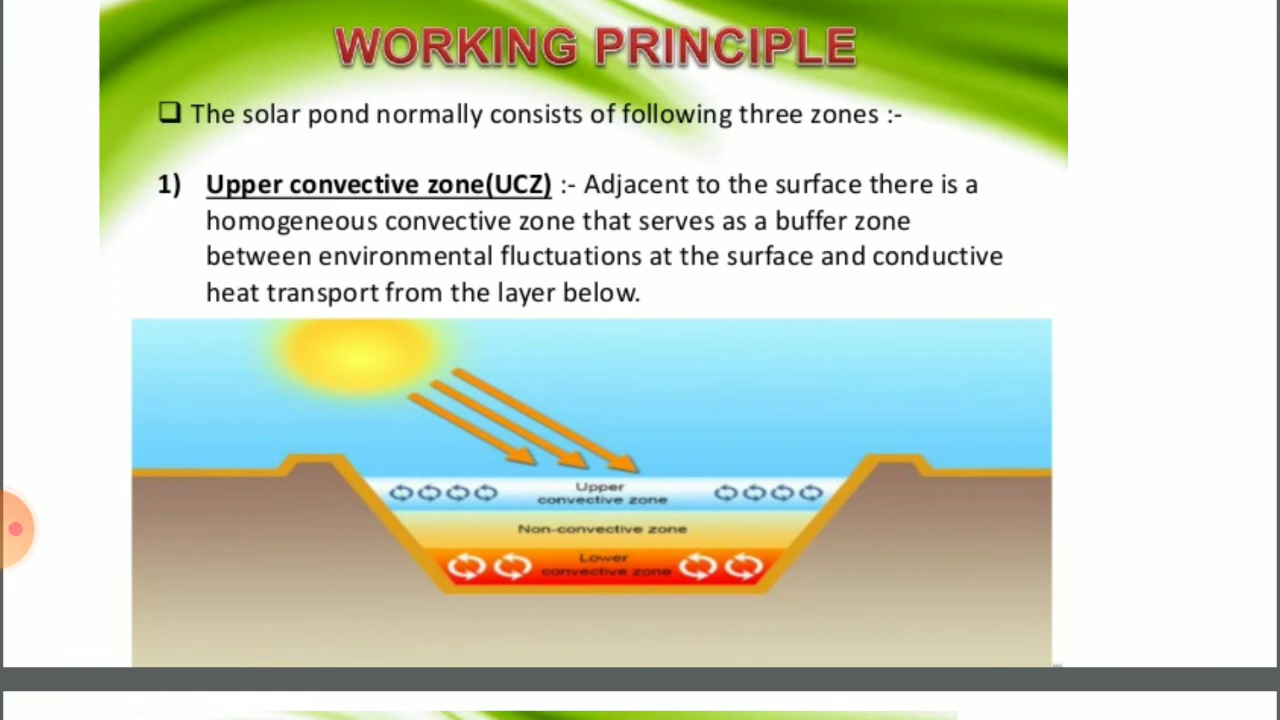 WORKING PRINCIPLE
❑ The solar pond normally consists of following three zones :-
1) Upper convective zone(UCZ) :- Adjacent to the surface there is a
homogeneous convective zone that serves as a buffer zone
between environmental fluctuations at the surface and conductive
heat transport from the layer below.
Upper
convective zone
Non-convective zone
Lower
convective zone